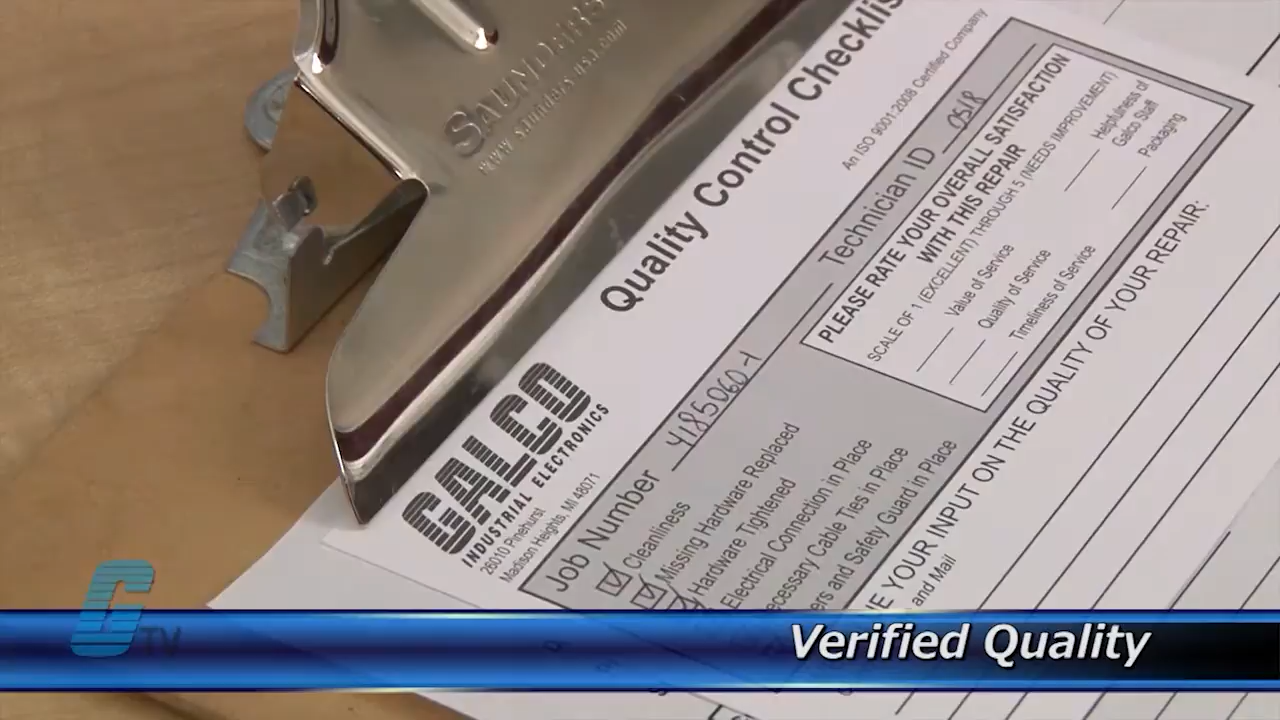 SAUNDERS
www.saunders-usa.com
Quality Control Checklis
An ISO 9001:2008 Certified Company
GALCO
INDUSTRIAL ELECTRONICS
26010 Pinehurst
Madison Heights, MI 48071
Job Number 4185060-1 Technician ID 0518
Cleanliness
Missing Hardware Replaced
Hardware Tightened
Electrical Connection in Place
ecessary Cable Ties in Place
ers and Safety Guard in Place
PLEASE RATE YOUR OVERALL SATISFACTION
WITH THIS REPAIR
SCALE OF 1 (EXCELLENT) THROUGH 5 (NEEDS IMPROVEMENT)
Value of Service
Quality of Service
Timeliness of Service
Helpfulness of
Galco Staff
Packaging
E YOUR INPUT ON THE QUALITY OF YOUR REPAIR:
and Mail
G TV
Verified Quality